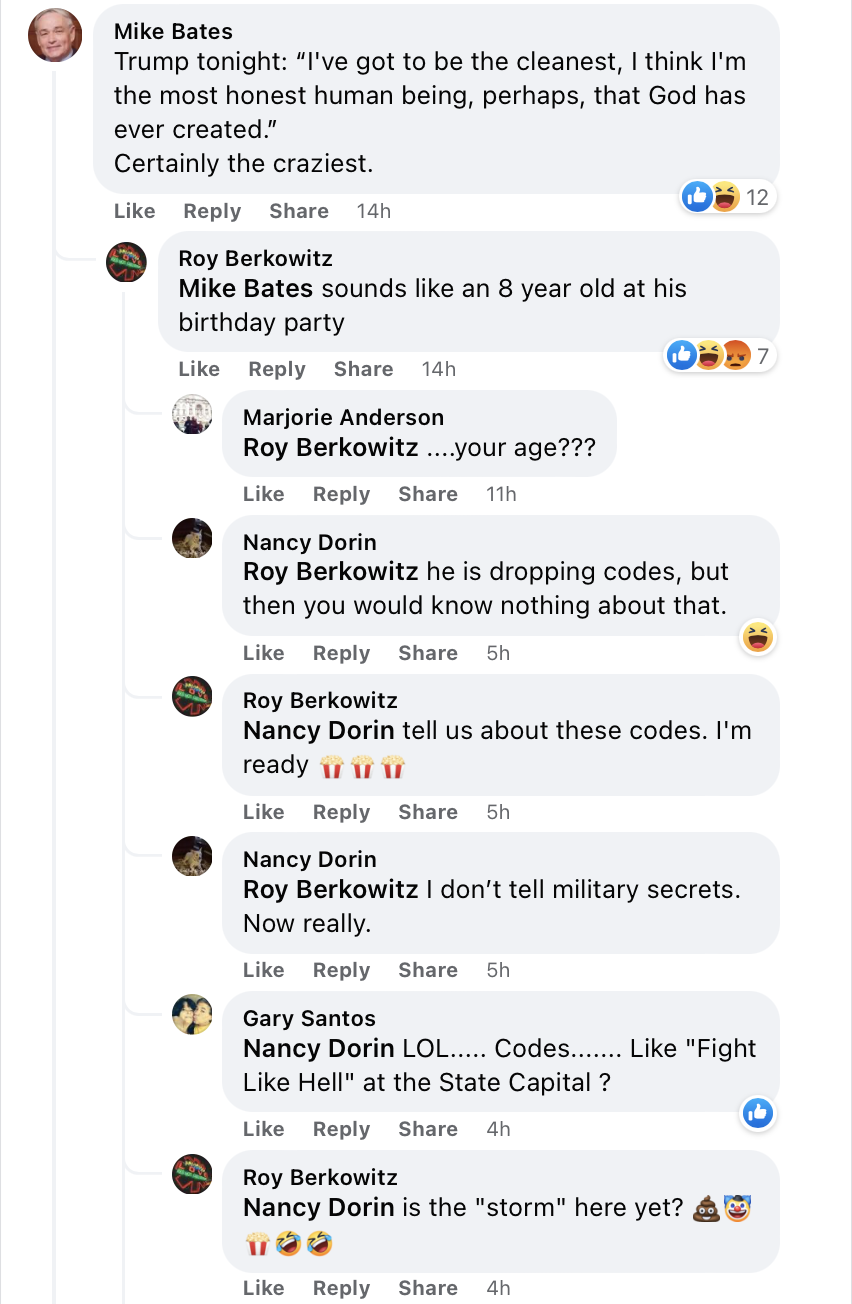 Mike Bates
Trump tonight: “I've got to be the cleanest, I think I'm
the most honest human being, perhaps, that God has
ever created.”
Certainly the craziest.
12
Like Reply Share 14h
Roy Berkowitz
Mike Bates sounds like an 8 year old at his
birthday party
7
Like Reply Share 14h
Marjorie Anderson
Roy Berkowitz ....your age???
Like Reply Share 11h
Nancy Dorin
Roy Berkowitz he is dropping codes, but
then you would know nothing about that.
Like Reply Share 5h
Roy Berkowitz
Nancy Dorin tell us about these codes. I'm
ready 🍿🍿🍿
Like Reply Share 5h
Nancy Dorin
Roy Berkowitz I don’t tell military secrets.
Now really.
Like Reply Share 5h
Gary Santos
Nancy Dorin LOL..... Codes....... Like "Fight
Like Hell" at the State Capital ?
Like Reply Share 4h
Roy Berkowitz
Nancy Dorin is the "storm" here yet? 💩🤡
🍿🤣🤣
Like Reply Share 4h